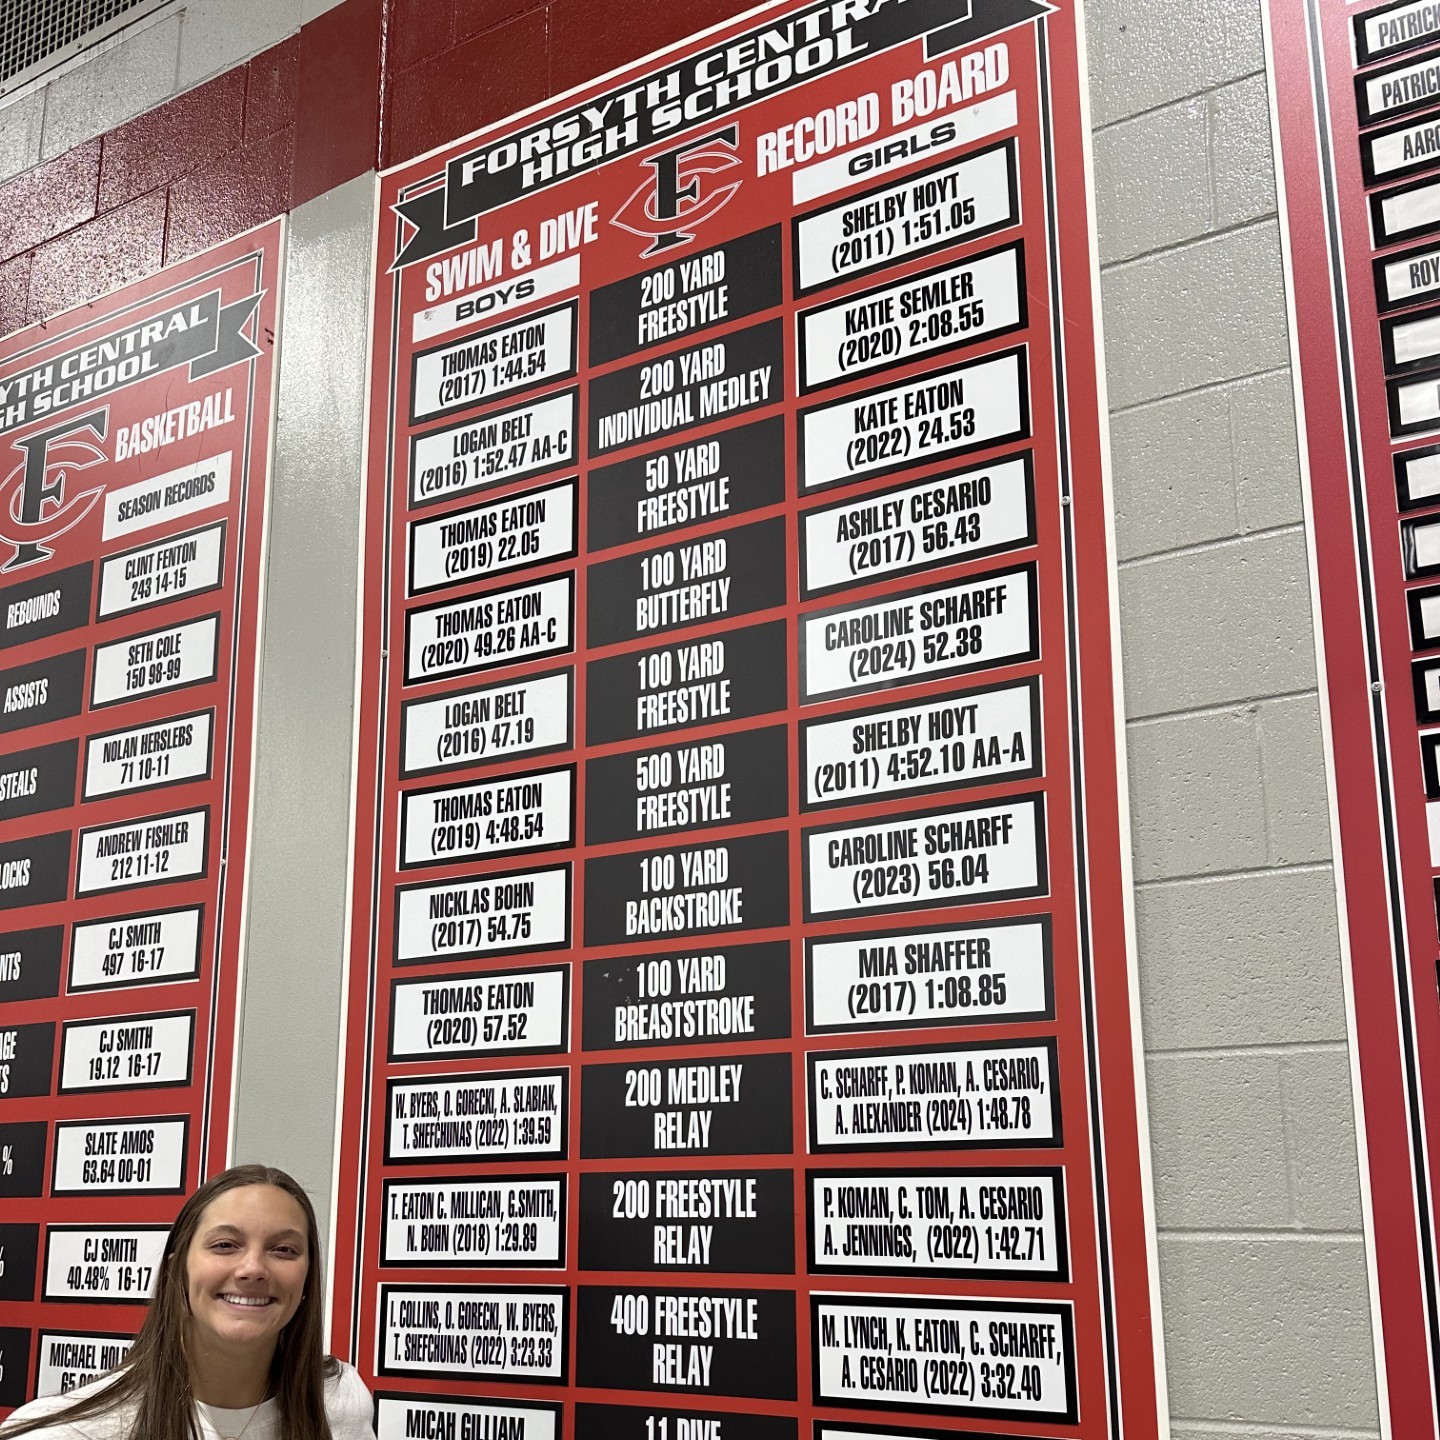 FORSYTH CENTRAL
HIGH SCHOOL
SWIM & DIVE
CF
RECORD BOARD
BOYS
GIRLS
THOMAS EATON
(2017) 1:44.54
200 YARD
FREESTYLE
SHELBY HOYT
(2011) 1:51.05
LOGAN BELT
(2016) 1:52.47 AA-C
200 YARD
INDIVIDUAL MEDLEY
KATIE SEMLER
(2020) 2:08.55
THOMAS EATON
(2019) 22.05
50 YARD
FREESTYLE
KATE EATON
(2022) 24.53
THOMAS EATON
(2020) 49.26 AA-C
100 YARD
BUTTERFLY
ASHLEY CESARIO
(2017) 56.43
LOGAN BELT
(2016) 47.19
100 YARD
FREESTYLE
CAROLINE SCHARFF
(2024) 52.38
THOMAS EATON
(2019) 4:48.54
500 YARD
FREESTYLE
SHELBY HOYT
(2011) 4:52.10 AA-A
NICKLAS BOHN
(2017) 54.75
100 YARD
BACKSTROKE
CAROLINE SCHARFF
(2023) 56.04
THOMAS EATON
(2020) 57.52
100 YARD
BREASTSTROKE
MIA SHAFFER
(2017) 1:08.85
W. BYERS, O. GORECKI, A. SLABIAK,
T. SHEFCHUNAS (2022) 1:39.59
200 MEDLEY
RELAY
C. SCHARFF, P. KOMAN, A. CESARIO,
A. ALEXANDER (2024) 1:48.78
T. EATON C. MILLICAN, G.SMITH,
N. BOHN (2018) 1:29.89
200 FREESTYLE
RELAY
P. KOMAN, C. TOM, A. CESARIO
A. JENNINGS, (2022) 1:42.71
I. COLLINS, O. GORECKI, W. BYERS,
T. SHEFCHUNAS (2022) 3:23.33
400 FREESTYLE
RELAY
M. LYNCH, K. EATON, C. SCHARFF,
A. CESARIO (2022) 3:32.40
MICAH GILLIAM
11 DIVE
YTH CENTRAL
GH SCHOOL
CF
BASKETBALL
SEASON RECORDS
REBOUNDS
CLINT FENTON
243 14-15
ASSISTS
SETH COLE
150 98-99
STEALS
NOLAN HERSLEBS
71 10-11
LOCKS
ANDREW FISHLER
212 11-12
NTS
CJ SMITH
497 16-17
GE
TS
CJ SMITH
19.12 16-17
%
SLATE AMOS
63.64 00-01
%
CJ SMITH
40.48% 16-17
%
MICHAEL HOL
PATRICK
PATRIC
AARO
ROY